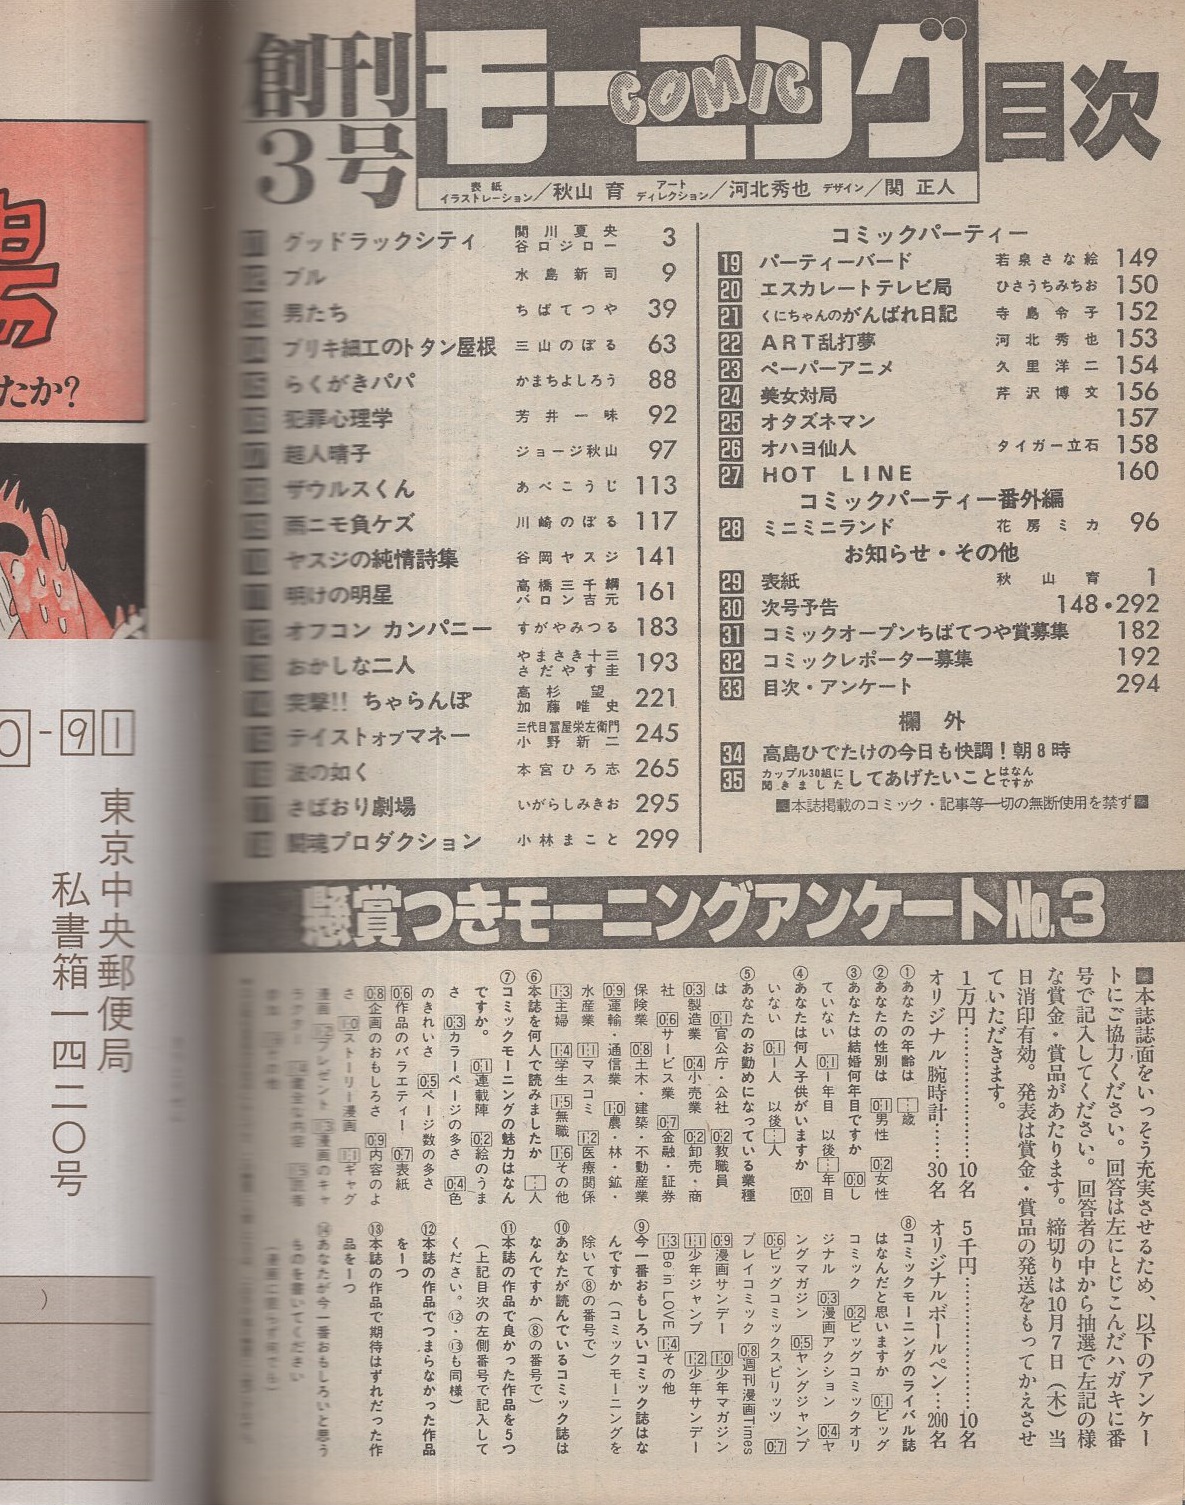 創刊3号
モーニング
COMIC
目次
表紙イラストレーション／秋山 育 アートディレクション／河北秀也 デザイン／関 正人
グッドラックシティ 関川夏央 谷口ジロー 3
ブル 水島新司 9
男たち ちばてつや 39
ブリキ細工のトタン屋根 三山のぼる 63
らくがきパパ かまちよしろう 88
犯罪心理学 芳井一味 92
超人晴子 ジョージ秋山 97
ザウルスくん あべこうじ 113
雨ニモ負ケズ 川崎のぼる 117
ヤスジの純情詩集 谷岡ヤスジ 141
明けの明星 高橋三千綱 バロン吉元 161
オフコン カンパニー すがやみつる 183
おかしな二人 やまさき十三 さだやす圭 193
突撃!! ちゃらんぽ 高杉望 加藤唯史 221
テイストオブマネー 三代目冨屋栄左衛門 小野新二 245
波の如く 本宮ひろ志 265
さばおり劇場 いがらしみきお 295
闘魂プロダクション 小林まこと 299
コミックパーティー
19 パーティーバード 若泉さな絵 149
20 エスカレートテレビ局 ひさうちみちお 150
21 くにちゃんのがんばれ日記 寺島令子 152
22 ART乱打夢 河北秀也 153
23 ペーパーアニメ 久里洋二 154
24 美女対局 芹沢博文 156
25 オタズネマン 157
26 オハヨ仙人 タイガー立石 158
27 HOT LINE 160
コミックパーティー番外編
28 ミニミニランド 花房ミカ 96
お知らせ・その他
29 表紙 秋山育 1
30 次号予告 148・292
31 コミックオープンちばてつや賞募集 182
32 コミックレポーター募集 192
33 目次・アンケート 294
欄外
34 高島ひでたけの今日も快調！朝8時
35 カップル30組に聞きましたしてあげたいことはなんですか
■本誌掲載のコミック・記事等一切の無断使用を禁ず■
懸賞つきモーニングアンケートNo.3
■本誌誌面をいっそう充実させるため、以下のアンケー
トにご協力ください。回答は左にとじこんだハガキに番
号で記入してください。回答者の中から抽選で左記の様
な賞金・賞品があたります。締切りは10月7日（木）当
日消印有効。発表は賞金・賞品の発送をもってかえさせ
ていただきます。
1万円…………………10名 5千円…………………10名
オリジナル腕時計……30名 オリジナルボールペン…200名
①あなたの年齢は 歳
②あなたの性別は 0:1男性 0:2女性
③あなたは結婚何年目ですか 0:0し
ていない 0:11年目 以後 年目
④あなたは何人子供がいますか 0:0
いない 0:1一人 以後 人
⑤あなたのお勤めになっている業種
は 0:1官公庁・公社 0:2教職員
0:3製造業 0:4小売業 0:2卸売・商
社 0:6サービス業 0:7金融・証券
保険業 0:8土木・建築・不動産業
0:9運輸・通信業 1:0農・林・鉱・
水産業 1:1マスコミ 1:2医療関係
1:3主婦 1:4学生 1:5無職 1:6その他
⑥本誌を何人で読みましたか 人
⑦コミックモーニングの魅力はなん
ですか。 0:1連載陣 0:2絵のうま
さ 0:3カラーページの多さ 0:4色
のきれいさ 0:5ページ数の多さ
0:6作品のバラエティー 0:7表紙
0:8企画のおもしろさ 0:9内容のよ
さ 1:0ストーリー漫画 1:1ギャグ
漫画 1:2プレゼント 1:3漫画のキャ
⑧コミックモーニングのライバル誌
はなんだと思いますか 0:1ビッグ
コミック 0:2ビッグコミックオリ
ジナル 0:3漫画アクション 0:4ヤ
ングマガジン 0:5ヤングジャンプ
0:6ビッグコミックスピリッツ 0:7
プレイコミック 0:8週刊漫画Times
0:9漫画サンデー 1:0少年マガジン
1:1少年ジャンプ 1:2少年サンデー
1:3Be in LOVE 1:4その他
⑨今一番おもしろいコミック誌はな
んですか（コミックモーニングを
除いて⑧の番号で）
⑩あなたが読んでいるコミック誌は
なんですか（⑧の番号で）
⑪本誌の作品で良かった作品を5つ
（上記目次の左側番号で記入して
ください。⑫・⑬も同様）
⑫本誌の作品でつまらなかった作品
を1つ
⑬本誌の作品で期待はずれだった作
品を1つ
⑭あなたが今一番おもしろいと思う
ものを書いてください
たか？
0-91
東京中央郵便局
私書箱一四二〇号
）